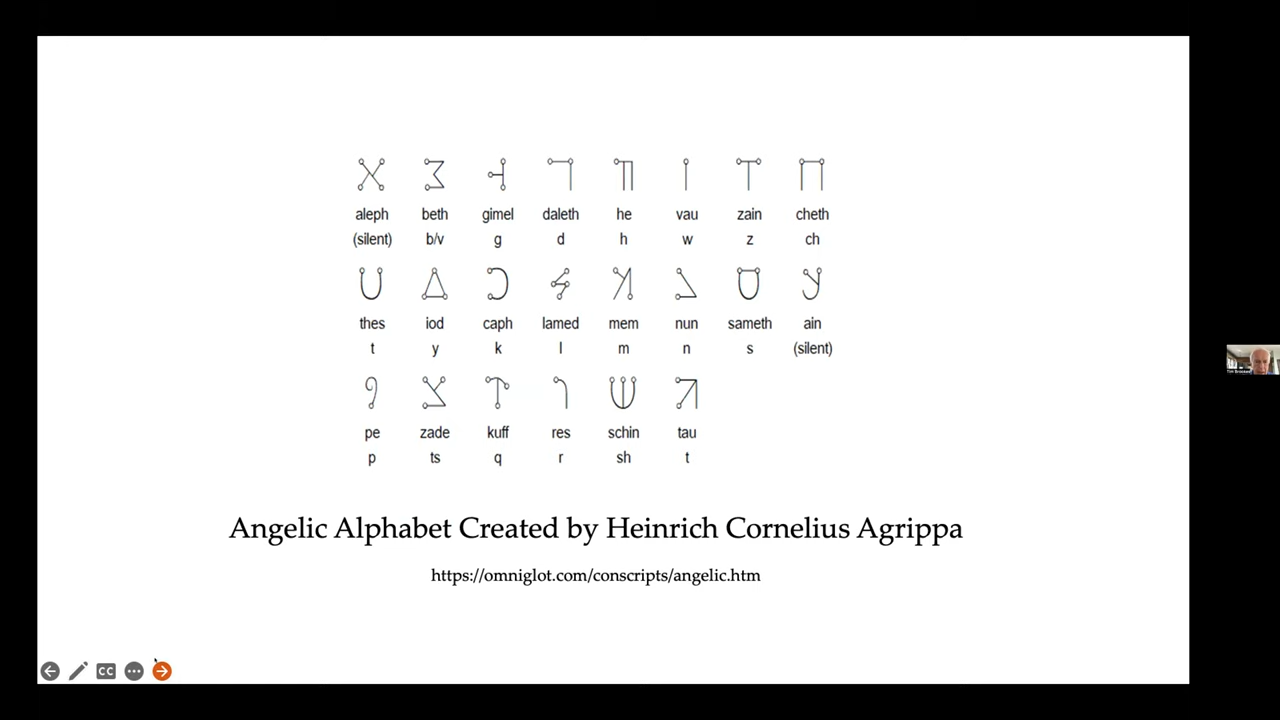 aleph beth gimel daleth he vau zain cheth
(silent) b/v g d h w z ch
thes iod caph lamed mem nun sameth ain
t y k l m n s (silent)
pe zade kuff res schin tau
p ts q r sh t
Angelic Alphabet Created by Heinrich Cornelius Agrippa
https://omniglot.com/conscripts/angelic.htm
CC